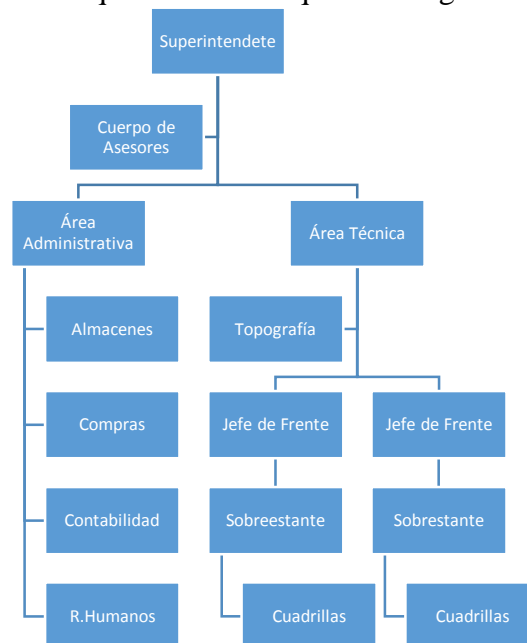 Superintendete
Cuerpo de
Asesores
Área
Administrativa
Área Técnica
Almacenes
Topografía
Compras
Jefe de Frente
Jefe de Frente
Contabilidad
Sobreestante
Sobrestante
R.Humanos
Cuadrillas
Cuadrillas